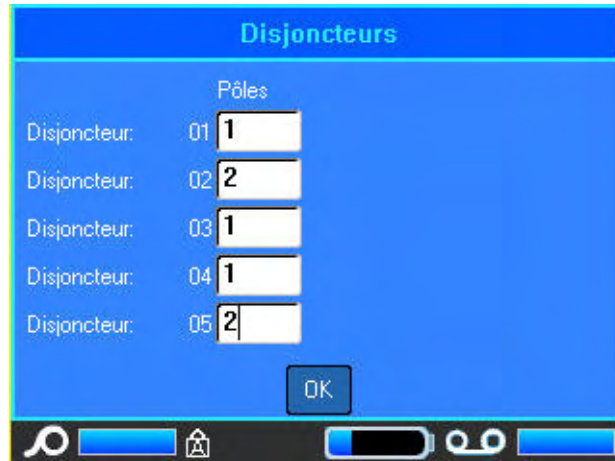 Disjoncteurs
Pôles
Disjoncteur: 01 1
Disjoncteur: 02 2
Disjoncteur: 03 1
Disjoncteur: 04 1
Disjoncteur: 05 2
OK
A